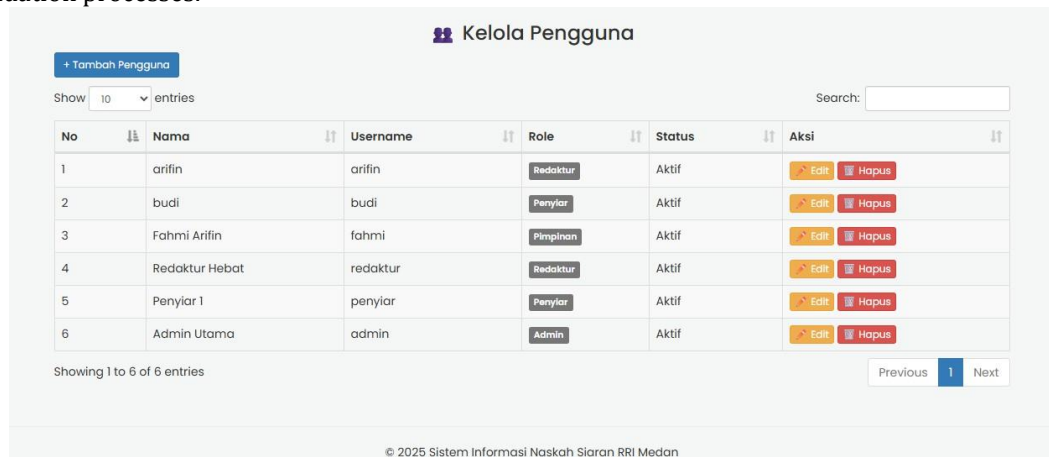 processes.
Kelola Pengguna
+ Tambah Pengguna
Show 10 entries Search:
No Nama Username Role Status Aksi
1 arifin arifin Redaktur Aktif Edit Hapus
2 budi budi Penyiar Aktif Edit Hapus
3 Fahmi Arifin fahmi Pimpinan Aktif Edit Hapus
4 Redaktur Hebat redaktur Redaktur Aktif Edit Hapus
5 Penyiar 1 penyiar Penyiar Aktif Edit Hapus
6 Admin Utama admin Admin Aktif Edit Hapus
Showing 1 to 6 of 6 entries Previous 1 Next
© 2025 Sistem Informasi Naskah Siaran RRI Medan